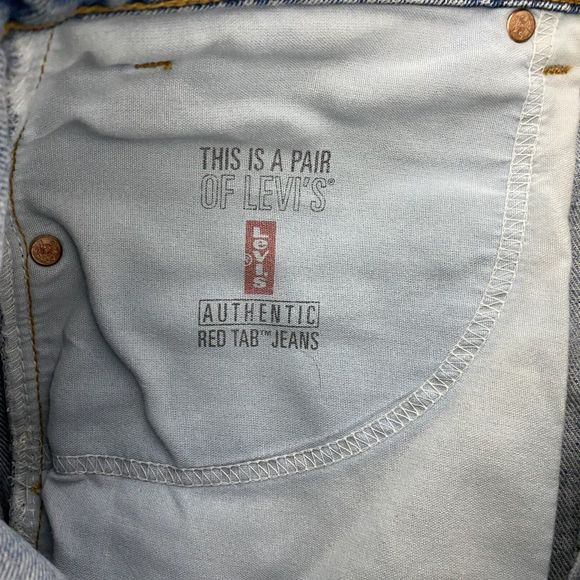 THIS IS A PAIR
OF LEVI'S®
LeVI'S
®
AUTHENTIC
RED TAB™ JEANS